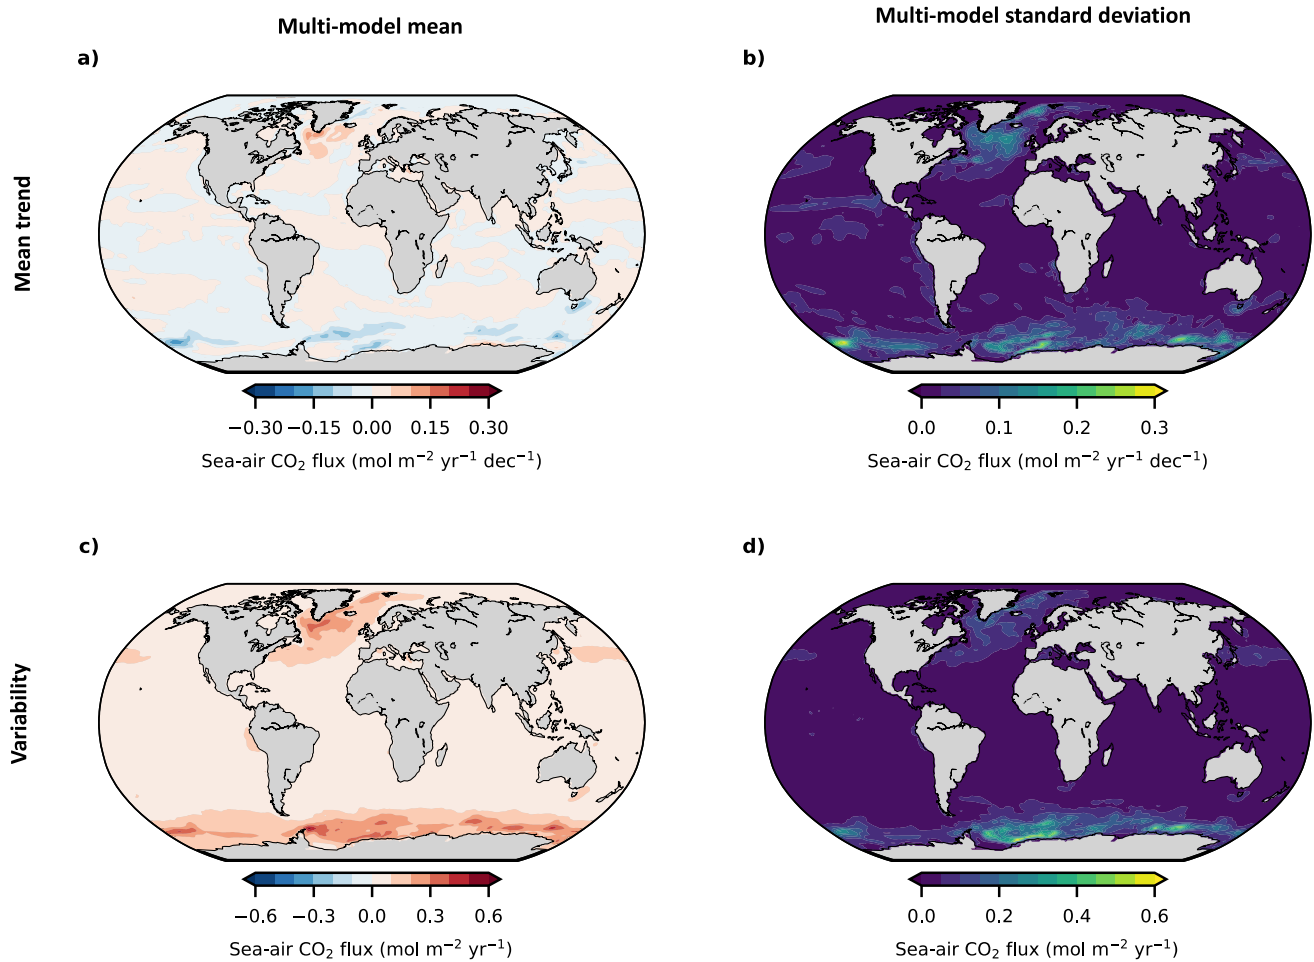 Multi-model mean
Multi-model standard deviation
a)
b)
Mean trend
−0.30 −0.15 0.00 0.15 0.30
Sea-air CO₂ flux (mol m⁻² yr⁻¹ dec⁻¹)
0.0 0.1 0.2 0.3
Sea-air CO₂ flux (mol m⁻² yr⁻¹ dec⁻¹)
c)
d)
Variability
−0.6 −0.3 0.0 0.3 0.6
Sea-air CO₂ flux (mol m⁻² yr⁻¹)
0.0 0.2 0.4 0.6
Sea-air CO₂ flux (mol m⁻² yr⁻¹)